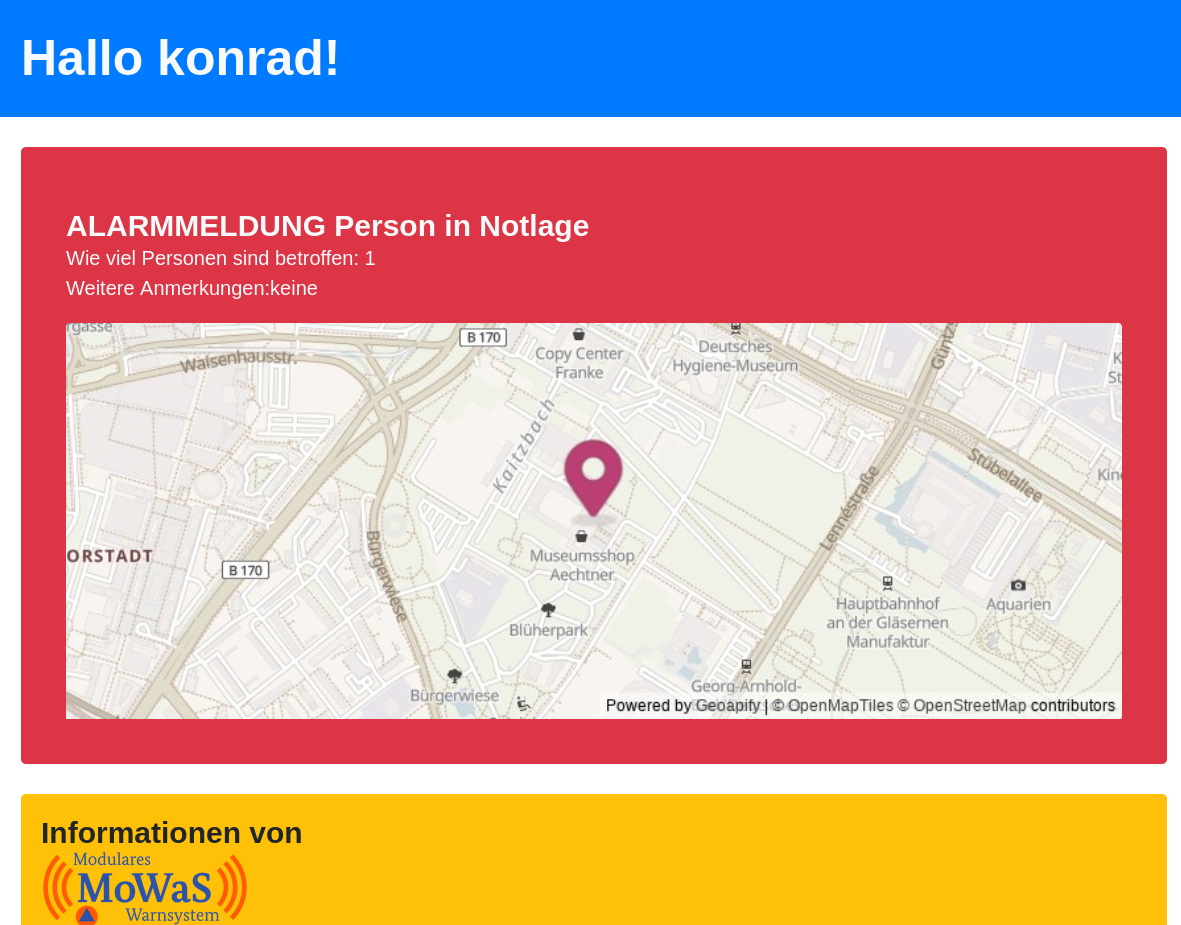 Hallo konrad!
ALARMMELDUNG Person in Notlage
Wie viel Personen sind betroffen: 1
Weitere Anmerkungen:keine
rgasse
B 170
Waisenhausstr.
Copy Center
Franke
Deutsches
Hygiene-Museum
Güntz
K
St
Kaitzbach
Stübelallee
Kin
Lennéstraße
ORSTADT
B 170
Bürgerwiese
Museumsshop
Aechtner
Blüherpark
Hauptbahnhof
an der Gläsernen
Manufaktur
Aquarien
Bürgerwiese
Georg-Arnhold-
Powered by Geoapify | © OpenMapTiles © OpenStreetMap contributors
Informationen von
Modulares
MoWaS
Warnsystem